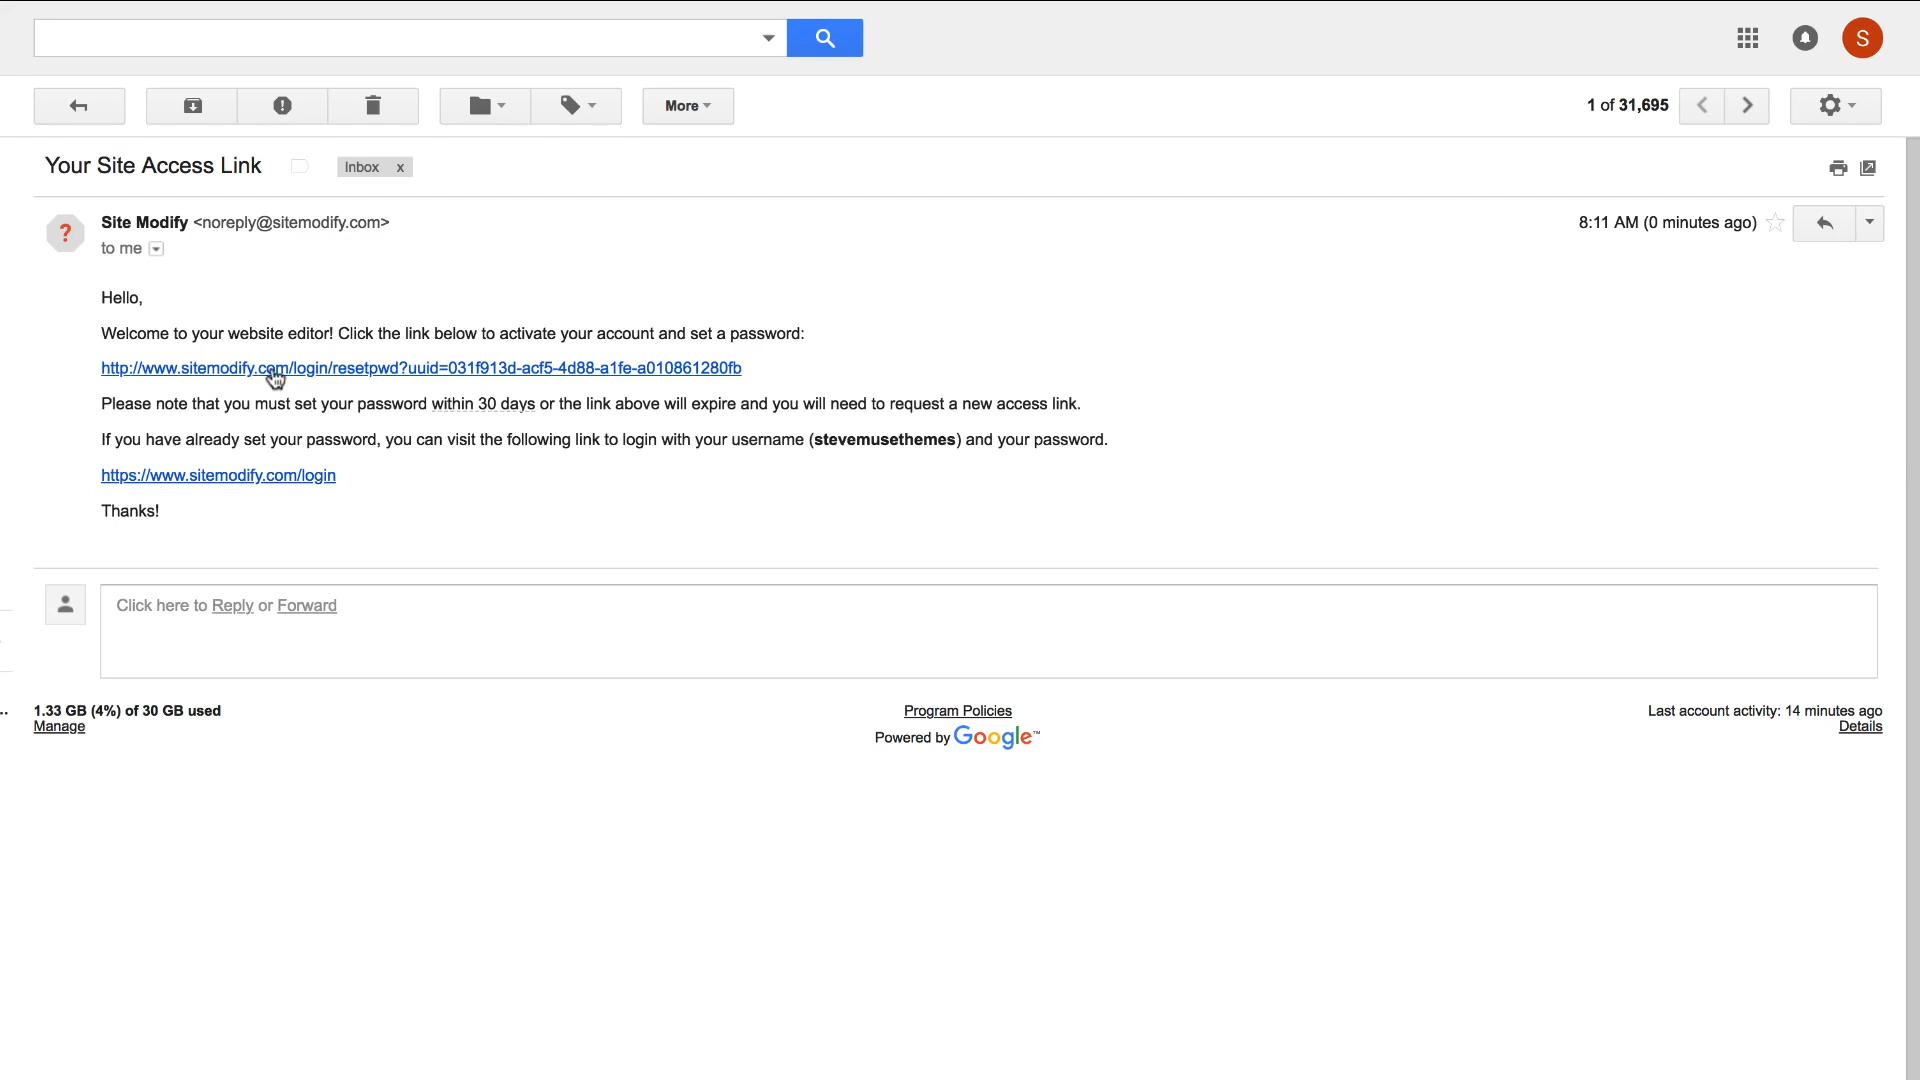 S
More
1 of 31,695
Your Site Access Link
Inbox x
?
Site Modify <noreply@sitemodify.com>
8:11 AM (0 minutes ago)
to me
Hello,
Welcome to your website editor! Click the link below to activate your account and set a password:
http://www.sitemodify.com/login/resetpwd?uuid=031f913d-acf5-4d88-a1fe-a010861280fb
Please note that you must set your password within 30 days or the link above will expire and you will need to request a new access link.
If you have already set your password, you can visit the following link to login with your username (stevemusethemes) and your password.
https://www.sitemodify.com/login
Thanks!
Click here to Reply or Forward
1.33 GB (4%) of 30 GB used
Manage
Program Policies
Powered by Google™
Last account activity: 14 minutes ago
Details